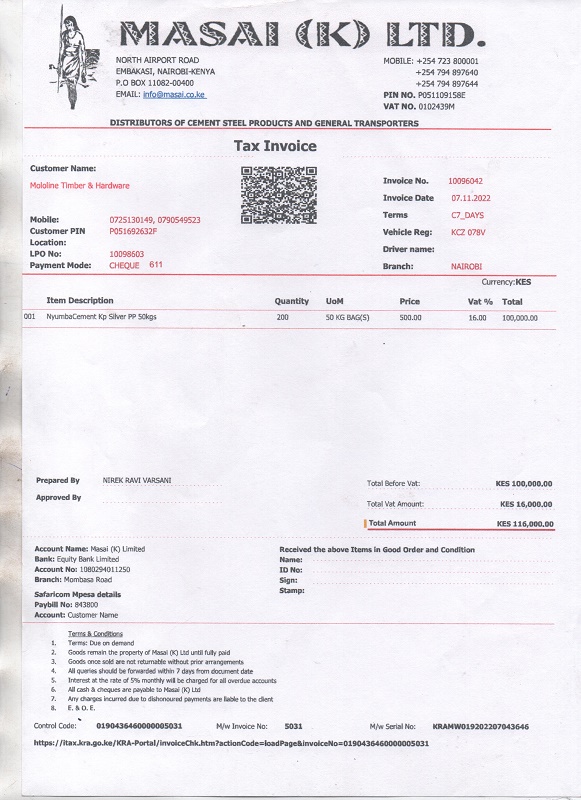 MASAI (K) LTD.
NORTH AIRPORT ROAD
EMBAKASI, NAIROBI-KENYA
P.O BOX 11082-00400
EMAIL: info@masai.co.ke
MOBILE: +254 723 800001
+254 794 897640
+254 794 897644
PIN NO. P051109158E
VAT NO. 0102439M
DISTRIBUTORS OF CEMENT STEEL PRODUCTS AND GENERAL TRANSPORTERS
Tax Invoice
Customer Name:
Mololine Timber & Hardware
Mobile: 0725130149, 0790549523
Customer PIN P051692632F
Location:
LPO No: 10098603
Payment Mode: CHEQUE 611
Invoice No. 10096042
Invoice Date 07.11.2022
Terms C7_DAYS
Vehicle Reg: KCZ 078V
Driver name:
Branch: NAIROBI
Currency:KES
Item Description Quantity UoM Price Vat % Total
001 NyumbaCement Kp Silver PP 50kgs 200 50 KG BAG(S) 500.00 16.00 100,000.00
Prepared By NIREK RAVI VARSANI
Approved By
Total Before Vat: KES 100,000.00
Total Vat Amount: KES 16,000.00
Total Amount KES 116,000.00
Account Name: Masai (K) Limited
Bank: Equity Bank Limited
Account No: 1080294011250
Branch: Mombasa Road
Safaricom Mpesa details
Paybill No: 843800
Account: Customer Name
Received the above Items in Good Order and Condition
Name:
ID No:
Sign:
Stamp:
Terms & Conditions
1. Terms: Due on demand
2. Goods remain the property of Masai (K) Ltd until fully paid
3. Goods once sold are not returnable without prior arrangements
4. All queries should be forwarded within 7 days from document date
5. Interest at the rate of 5% monthly will be charged for all overdue accounts
6. All cash & cheques are payable to Masai (K) Ltd
7. Any charges incurred due to dishonoured payments are liable to the client
8. E. & O. E.
Control Code: 0190436460000005031 M/w Invoice No: 5031 M/w Serial No: KRAMW019202207043646
https://itax.kra.go.ke/KRA-Portal/invoiceChk.htm?actionCode=loadPage&invoiceNo=0190436460000005031